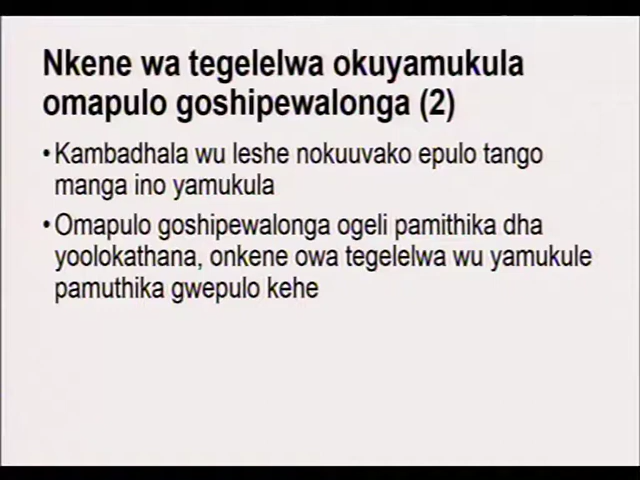 Nkene wa tegelelwa okuyamukula
omapulo goshipewalonga (2)
•Kambadhala wu leshe nokuuvako epulo tango
manga ino yamukula
•Omapulo goshipewalonga ogeli pamithika dha
yoolokathana, onkene owa tegelelwa wu yamukule
pamuthika gwepulo kehe